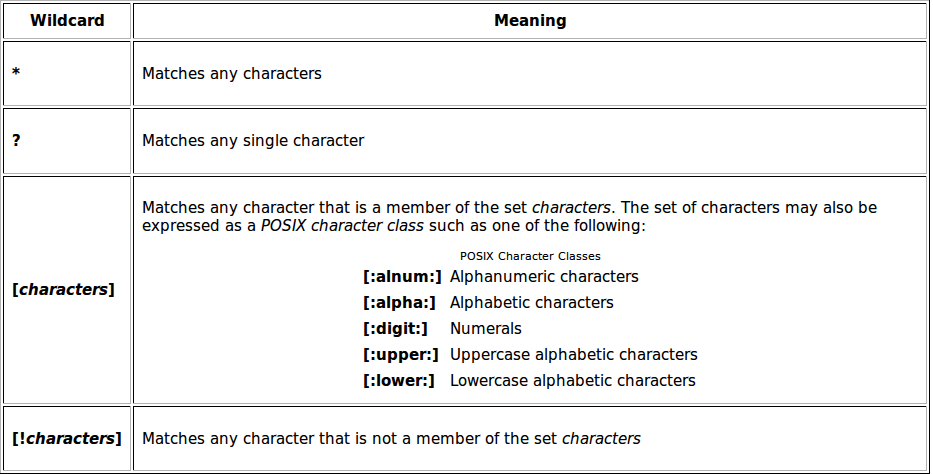 Wildcard Meaning
* Matches any characters
? Matches any single character
[characters] Matches any character that is a member of the set characters. The set of characters may also be
expressed as a POSIX character class such as one of the following:
POSIX Character Classes
[:alnum:] Alphanumeric characters
[:alpha:] Alphabetic characters
[:digit:] Numerals
[:upper:] Uppercase alphabetic characters
[:lower:] Lowercase alphabetic characters
[!characters] Matches any character that is not a member of the set characters